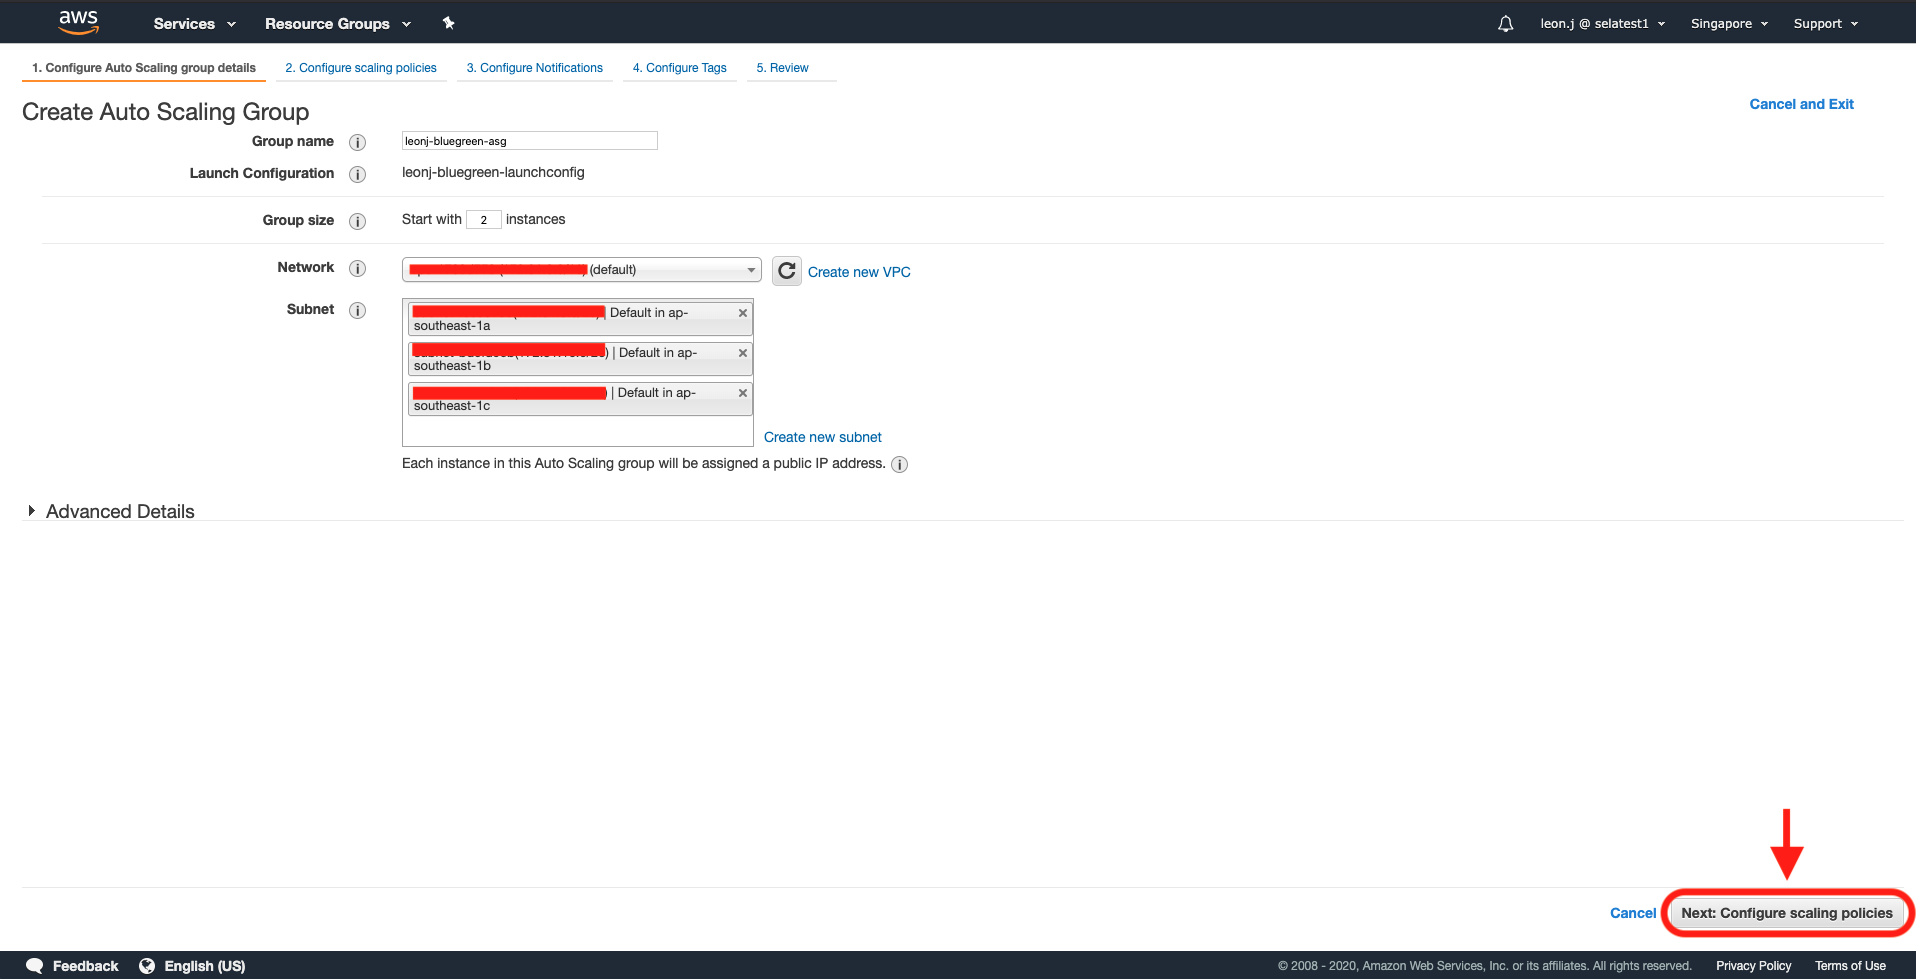 aws Services Resource Groups leon.j @ selatest1 Singapore Support
1. Configure Auto Scaling group details 2. Configure scaling policies 3. Configure Notifications 4. Configure Tags 5. Review
Create Auto Scaling Group
Cancel and Exit
Group name i leonj-bluegreen-asg
Launch Configuration i leonj-bluegreen-launchconfig
Group size i Start with 2 instances
Network i (default) Create new VPC
Subnet i
| Default in ap-
southeast-1a
) | Default in ap-
southeast-1b
) | Default in ap-
southeast-1c
Create new subnet
Each instance in this Auto Scaling group will be assigned a public IP address. i
Advanced Details
Cancel Next: Configure scaling policies
Feedback English (US) © 2008 - 2020, Amazon Web Services, Inc. or its affiliates. All rights reserved. Privacy Policy Terms of Use